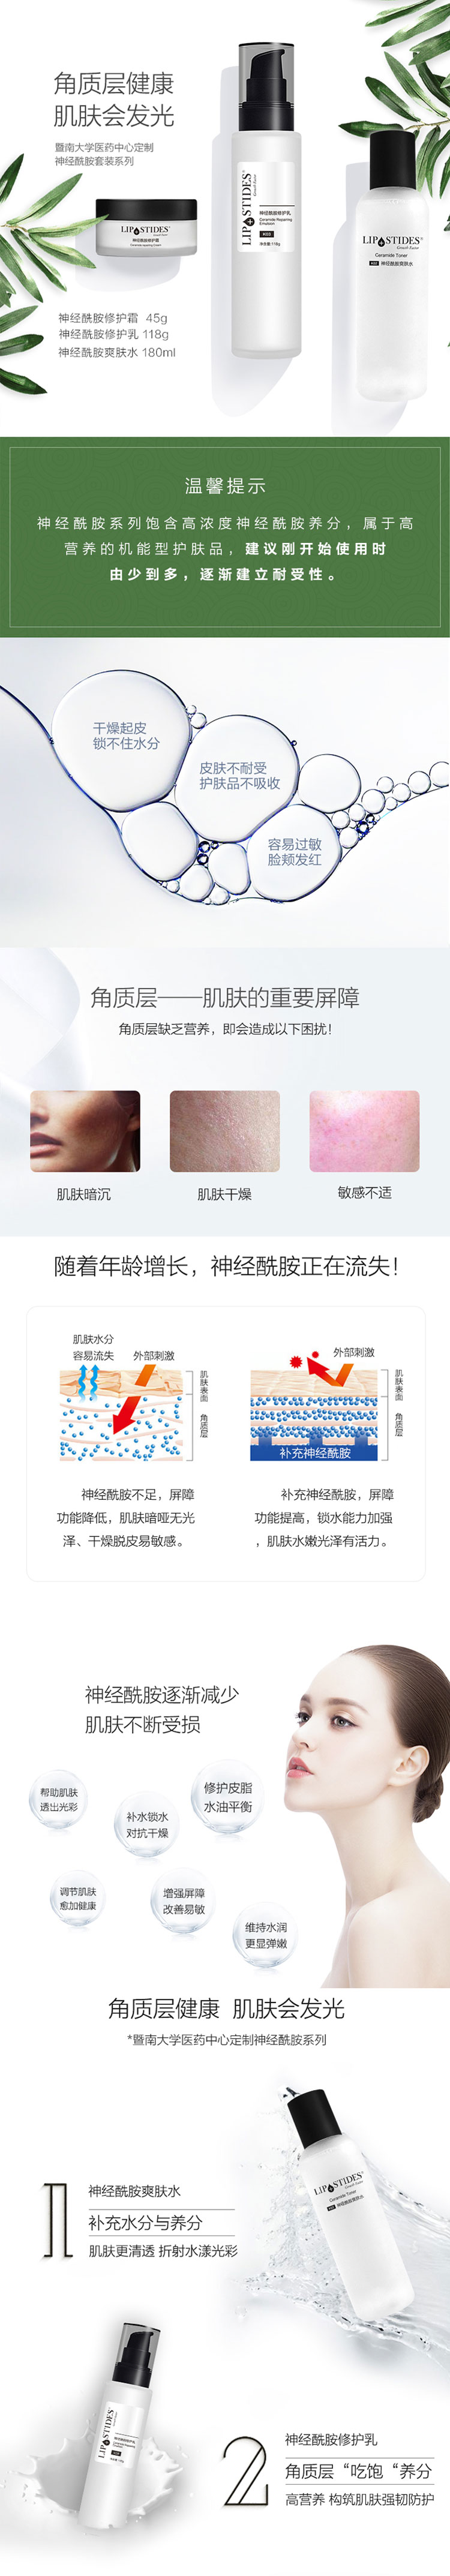 角质层健康
肌肤会发光
暨南大学医药中心定制
神经酰胺套装系列
LIPOSTIDES®
Growth Factor
神经酰胺修护霜
Ceramide repairing Cream
神经酰胺修护霜 45g
神经酰胺修护乳 118g
神经酰胺爽肤水 180ml
LIPOSTIDES®
Growth Factor
神经酰胺修护乳
Ceramide Repairing
Emulsion
净含量:118g
LIPOSTIDES®
Growth Factor
Ceramide Toner
神经酰胺爽肤水
温馨提示
神经酰胺系列饱含高浓度神经酰胺养分，属于高
营养的机能型护肤品，建议刚开始使用时
由少到多，逐渐建立耐受性。
干燥起皮
锁不住水分
皮肤不耐受
护肤品不吸收
容易过敏
脸颊发红
角质层——肌肤的重要屏障
角质层缺乏营养，即会造成以下困扰！
肌肤暗沉
肌肤干燥
敏感不适
随着年龄增长，神经酰胺正在流失！
肌肤水分
容易流失
外部刺激
肌肤表面
角质层
外部刺激
肌肤表面
角质层
补充神经酰胺
神经酰胺不足，屏障
功能降低，肌肤暗哑无光
泽、干燥脱皮易敏感。
补充神经酰胺，屏障
功能提高，锁水能力加强
，肌肤水嫩光泽有活力。
神经酰胺逐渐减少
肌肤不断受损
帮助肌肤
透出光彩
补水锁水
对抗干燥
修护皮脂
水油平衡
调节肌肤
愈加健康
增强屏障
改善易敏
维持水润
更显弹嫩
角质层健康 肌肤会发光
*暨南大学医药中心定制神经酰胺系列
1
神经酰胺爽肤水
补充水分与养分
肌肤更清透 折射水漾光彩
LIPOSTIDES®
Ceramide Toner
神经酰胺爽肤水
LIPOSTIDES®
2
神经酰胺修护乳
角质层“吃饱“养分
高营养 构筑肌肤强韧防护